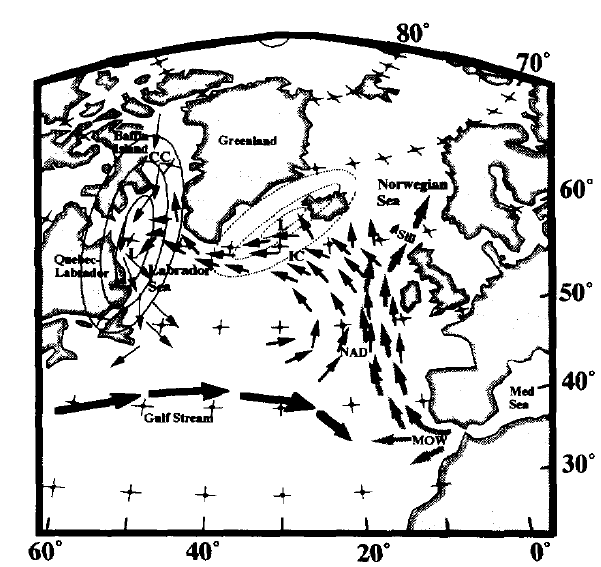 80°
70°
Baffin
Island
Greenland
CC
60°
Norwegian
Sea
L
IC
Quebec-
Labrador
L
Labrador
Sea
50°
NAD
40°
Med
Sea
Gulf Stream
MOW
30°
60°
40°
20°
0°